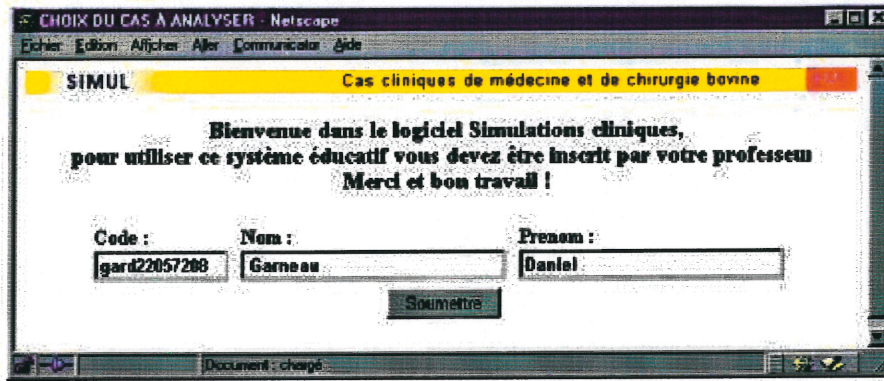 CHOIX DU CAS À ANALYSER - Netscape
Fichier Edition Afficher Aller Communicator Aide
SIMUL Cas cliniques de médecine et de chirurgie bovine
Bienvenue dans le logiciel Simulations cliniques,
pour utiliser ce système éducatif vous devez être inscrit par votre professeur
Merci et bon travail !
Code : Nom : Prenom :
gard22057208 Garneau Daniel
Soumettre
Document : chargé